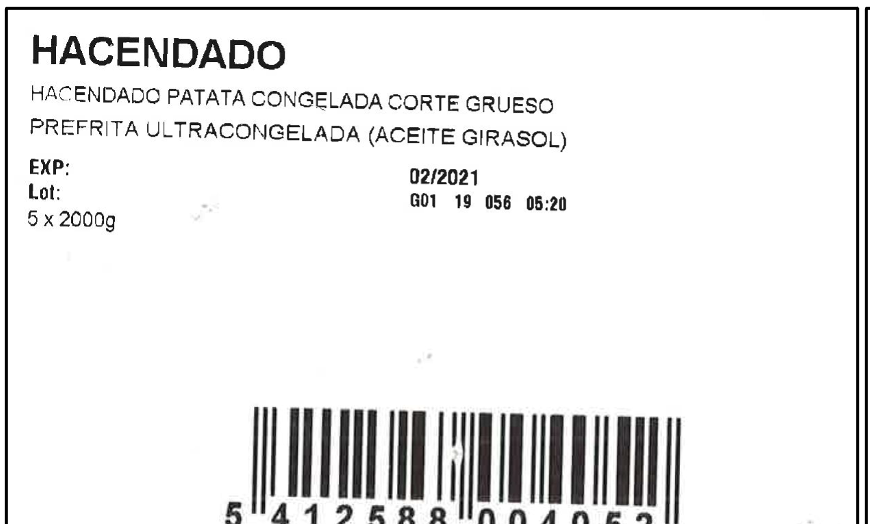 HACENDADO
HACENDADO PATATA CONGELADA CORTE GRUESO
PREFRITA ULTRACONGELADA (ACEITE GIRASOL)
EXP: 02/2021
Lot: G01 19 056 05:20
5 x 2000g
5 412588 004052